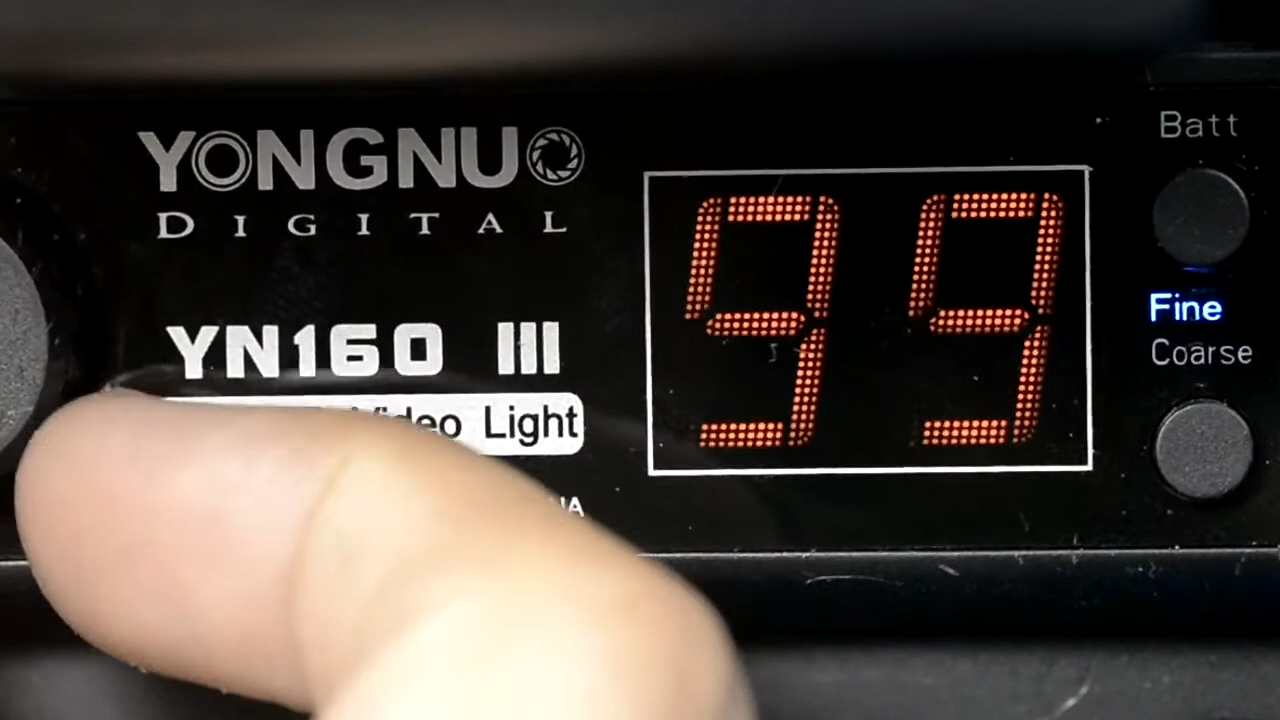 YONGNUO
DIGITAL
YN160 III
Video Light
99
Batt
Fine
Coarse